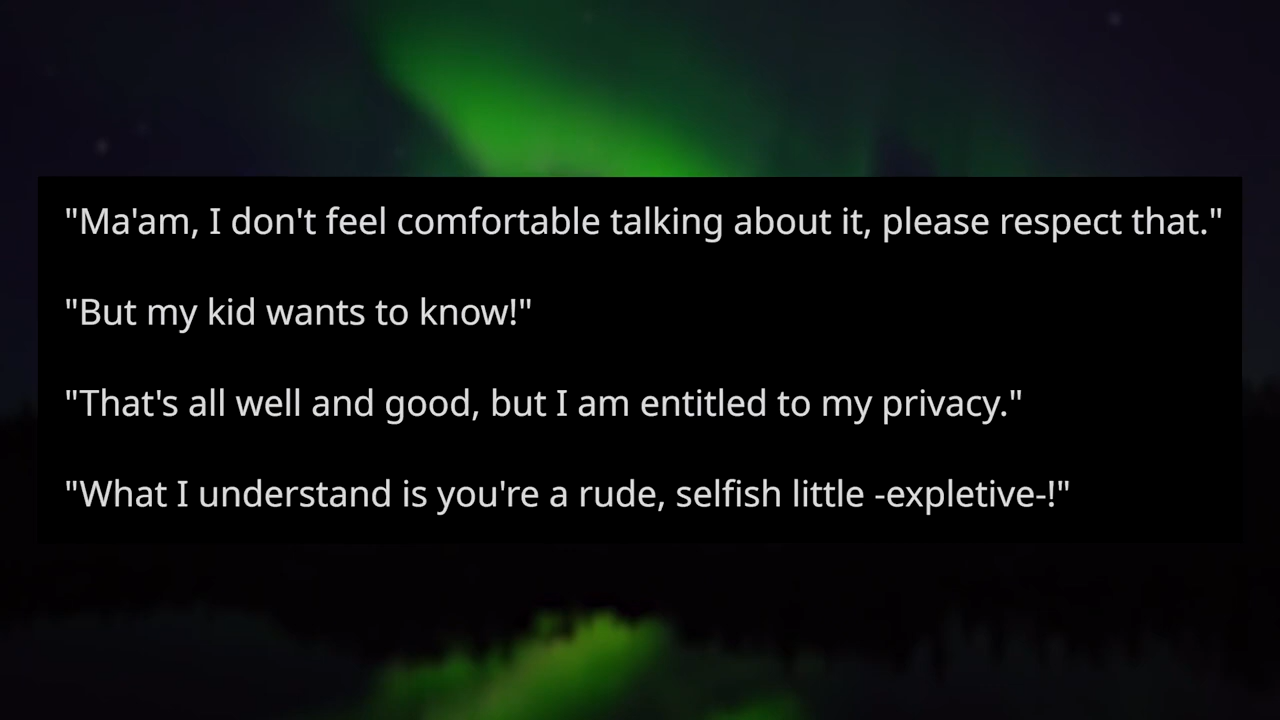 "Ma'am, I don't feel comfortable talking about it, please respect that."
"But my kid wants to know!"
"That's all well and good, but I am entitled to my privacy."
"What I understand is you're a rude, selfish little -expletive-!"